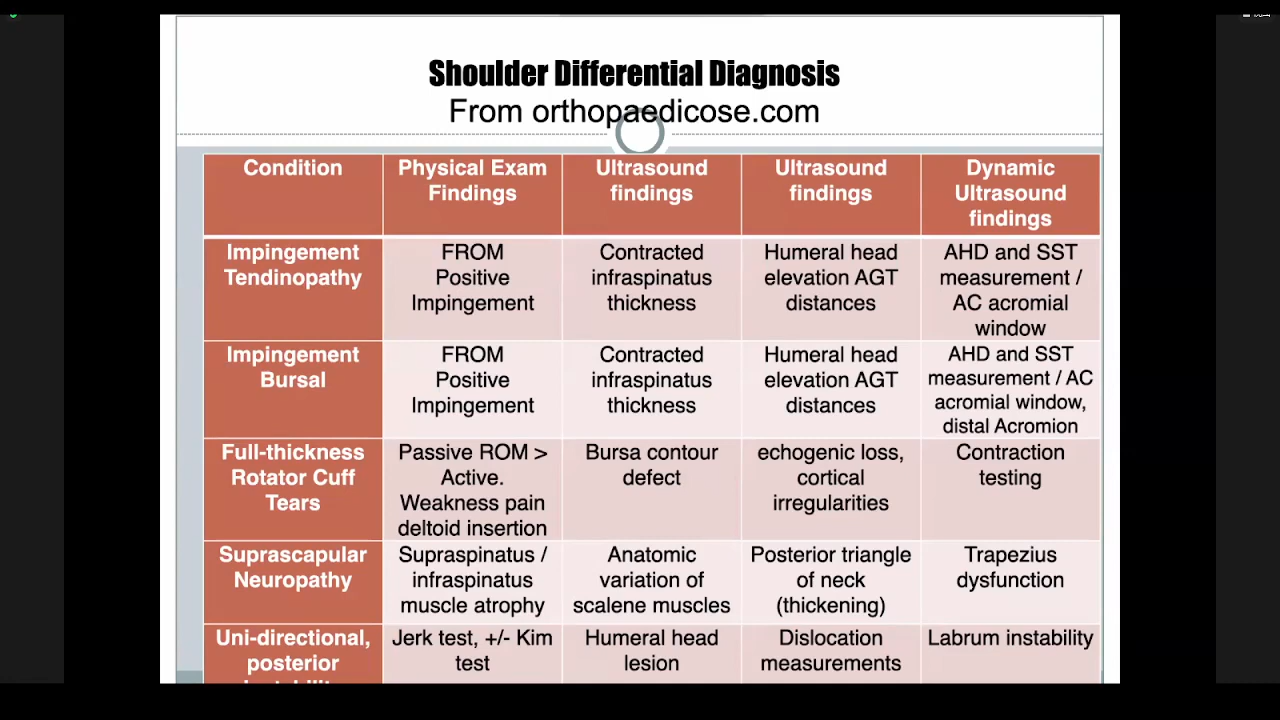 Shoulder Differential Diagnosis
From orthopaedicose.com
Condition
Physical Exam
Findings
Ultrasound
findings
Ultrasound
findings
Dynamic
Ultrasound
findings
Impingement
Tendinopathy
FROM
Positive
Impingement
Contracted
infraspinatus
thickness
Humeral head
elevation AGT
distances
AHD and SST
measurement /
AC acromial
window
Impingement
Bursal
FROM
Positive
Impingement
Contracted
infraspinatus
thickness
Humeral head
elevation AGT
distances
AHD and SST
measurement / AC
acromial window,
distal Acromion
Full-thickness
Rotator Cuff
Tears
Passive ROM >
Active.
Weakness pain
deltoid insertion
Bursa contour
defect
echogenic loss,
cortical
irregularities
Contraction
testing
Suprascapular
Neuropathy
Supraspinatus /
infraspinatus
muscle atrophy
Anatomic
variation of
scalene muscles
Posterior triangle
of neck
(thickening)
Trapezius
dysfunction
Uni-directional,
posterior
Jerk test, +/- Kim
test
Humeral head
lesion
Dislocation
measurements
Labrum instability